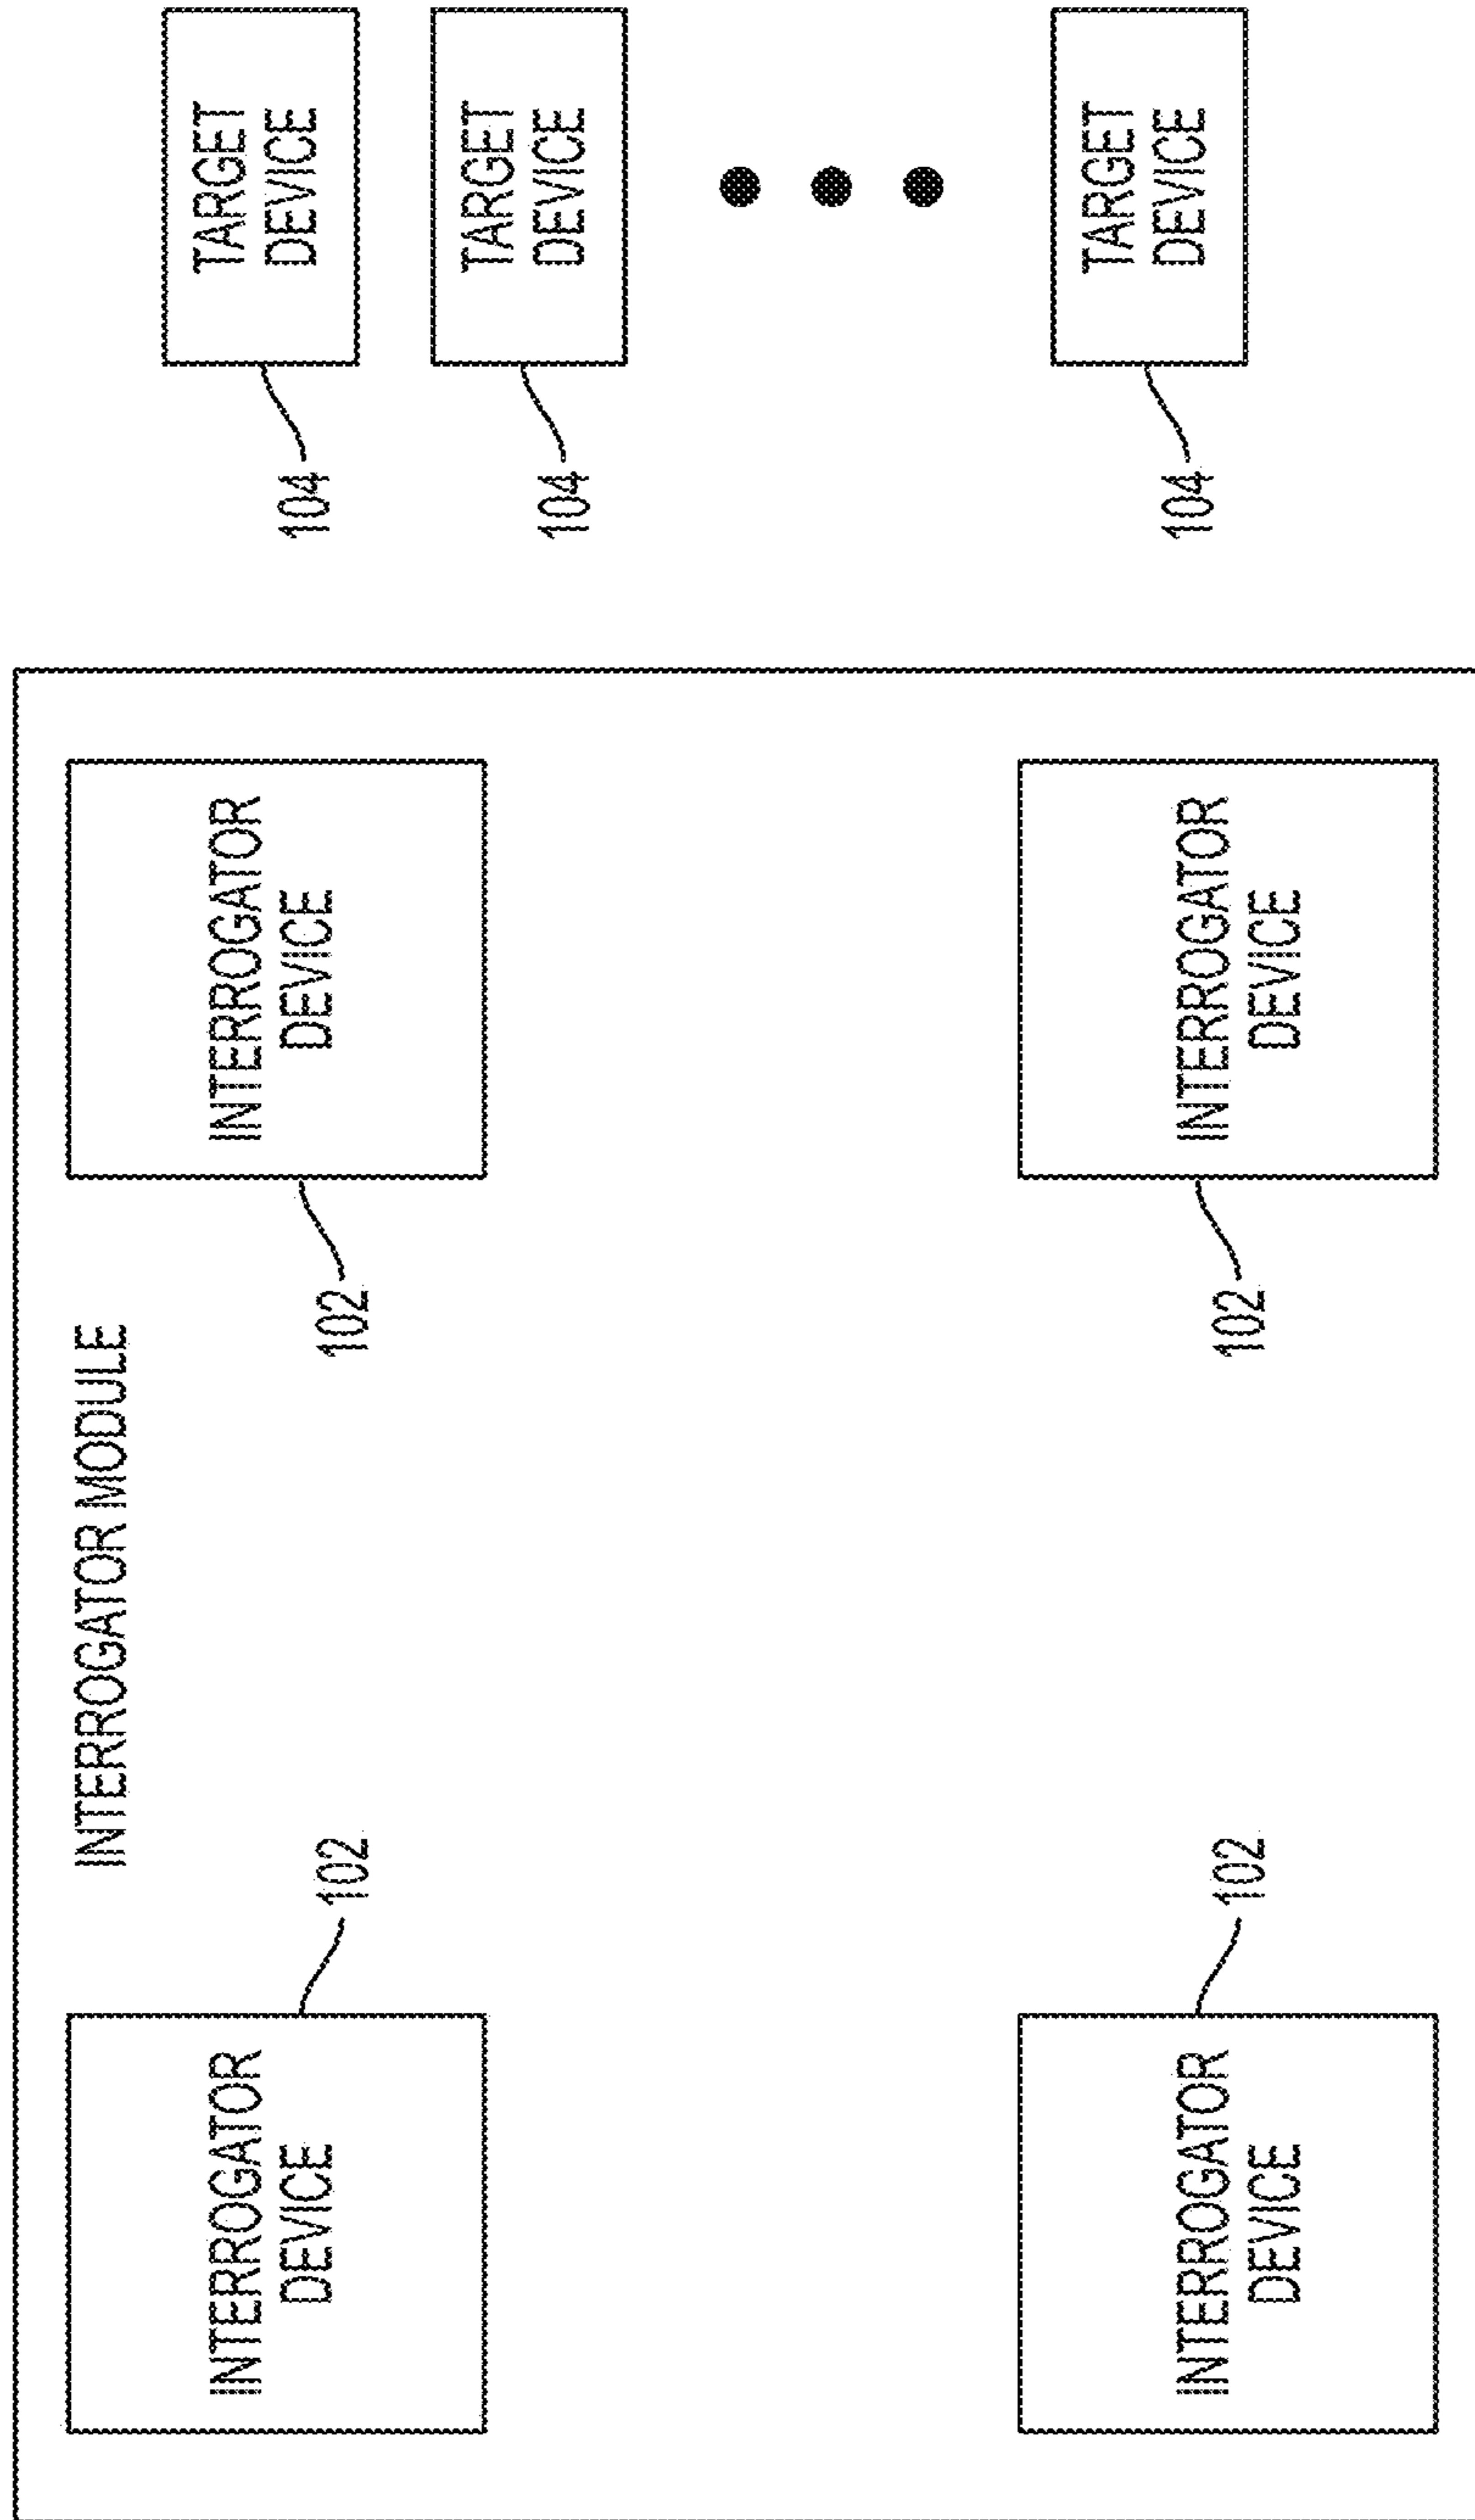 INTERROGATOR MODULE
INTERROGATOR
DEVICE
102
102
INTERROGATOR
DEVICE
INTERROGATOR
DEVICE
102
102
INTERROGATOR
DEVICE
TARGET
DEVICE
104
TARGET
DEVICE
104
TARGET
DEVICE
104